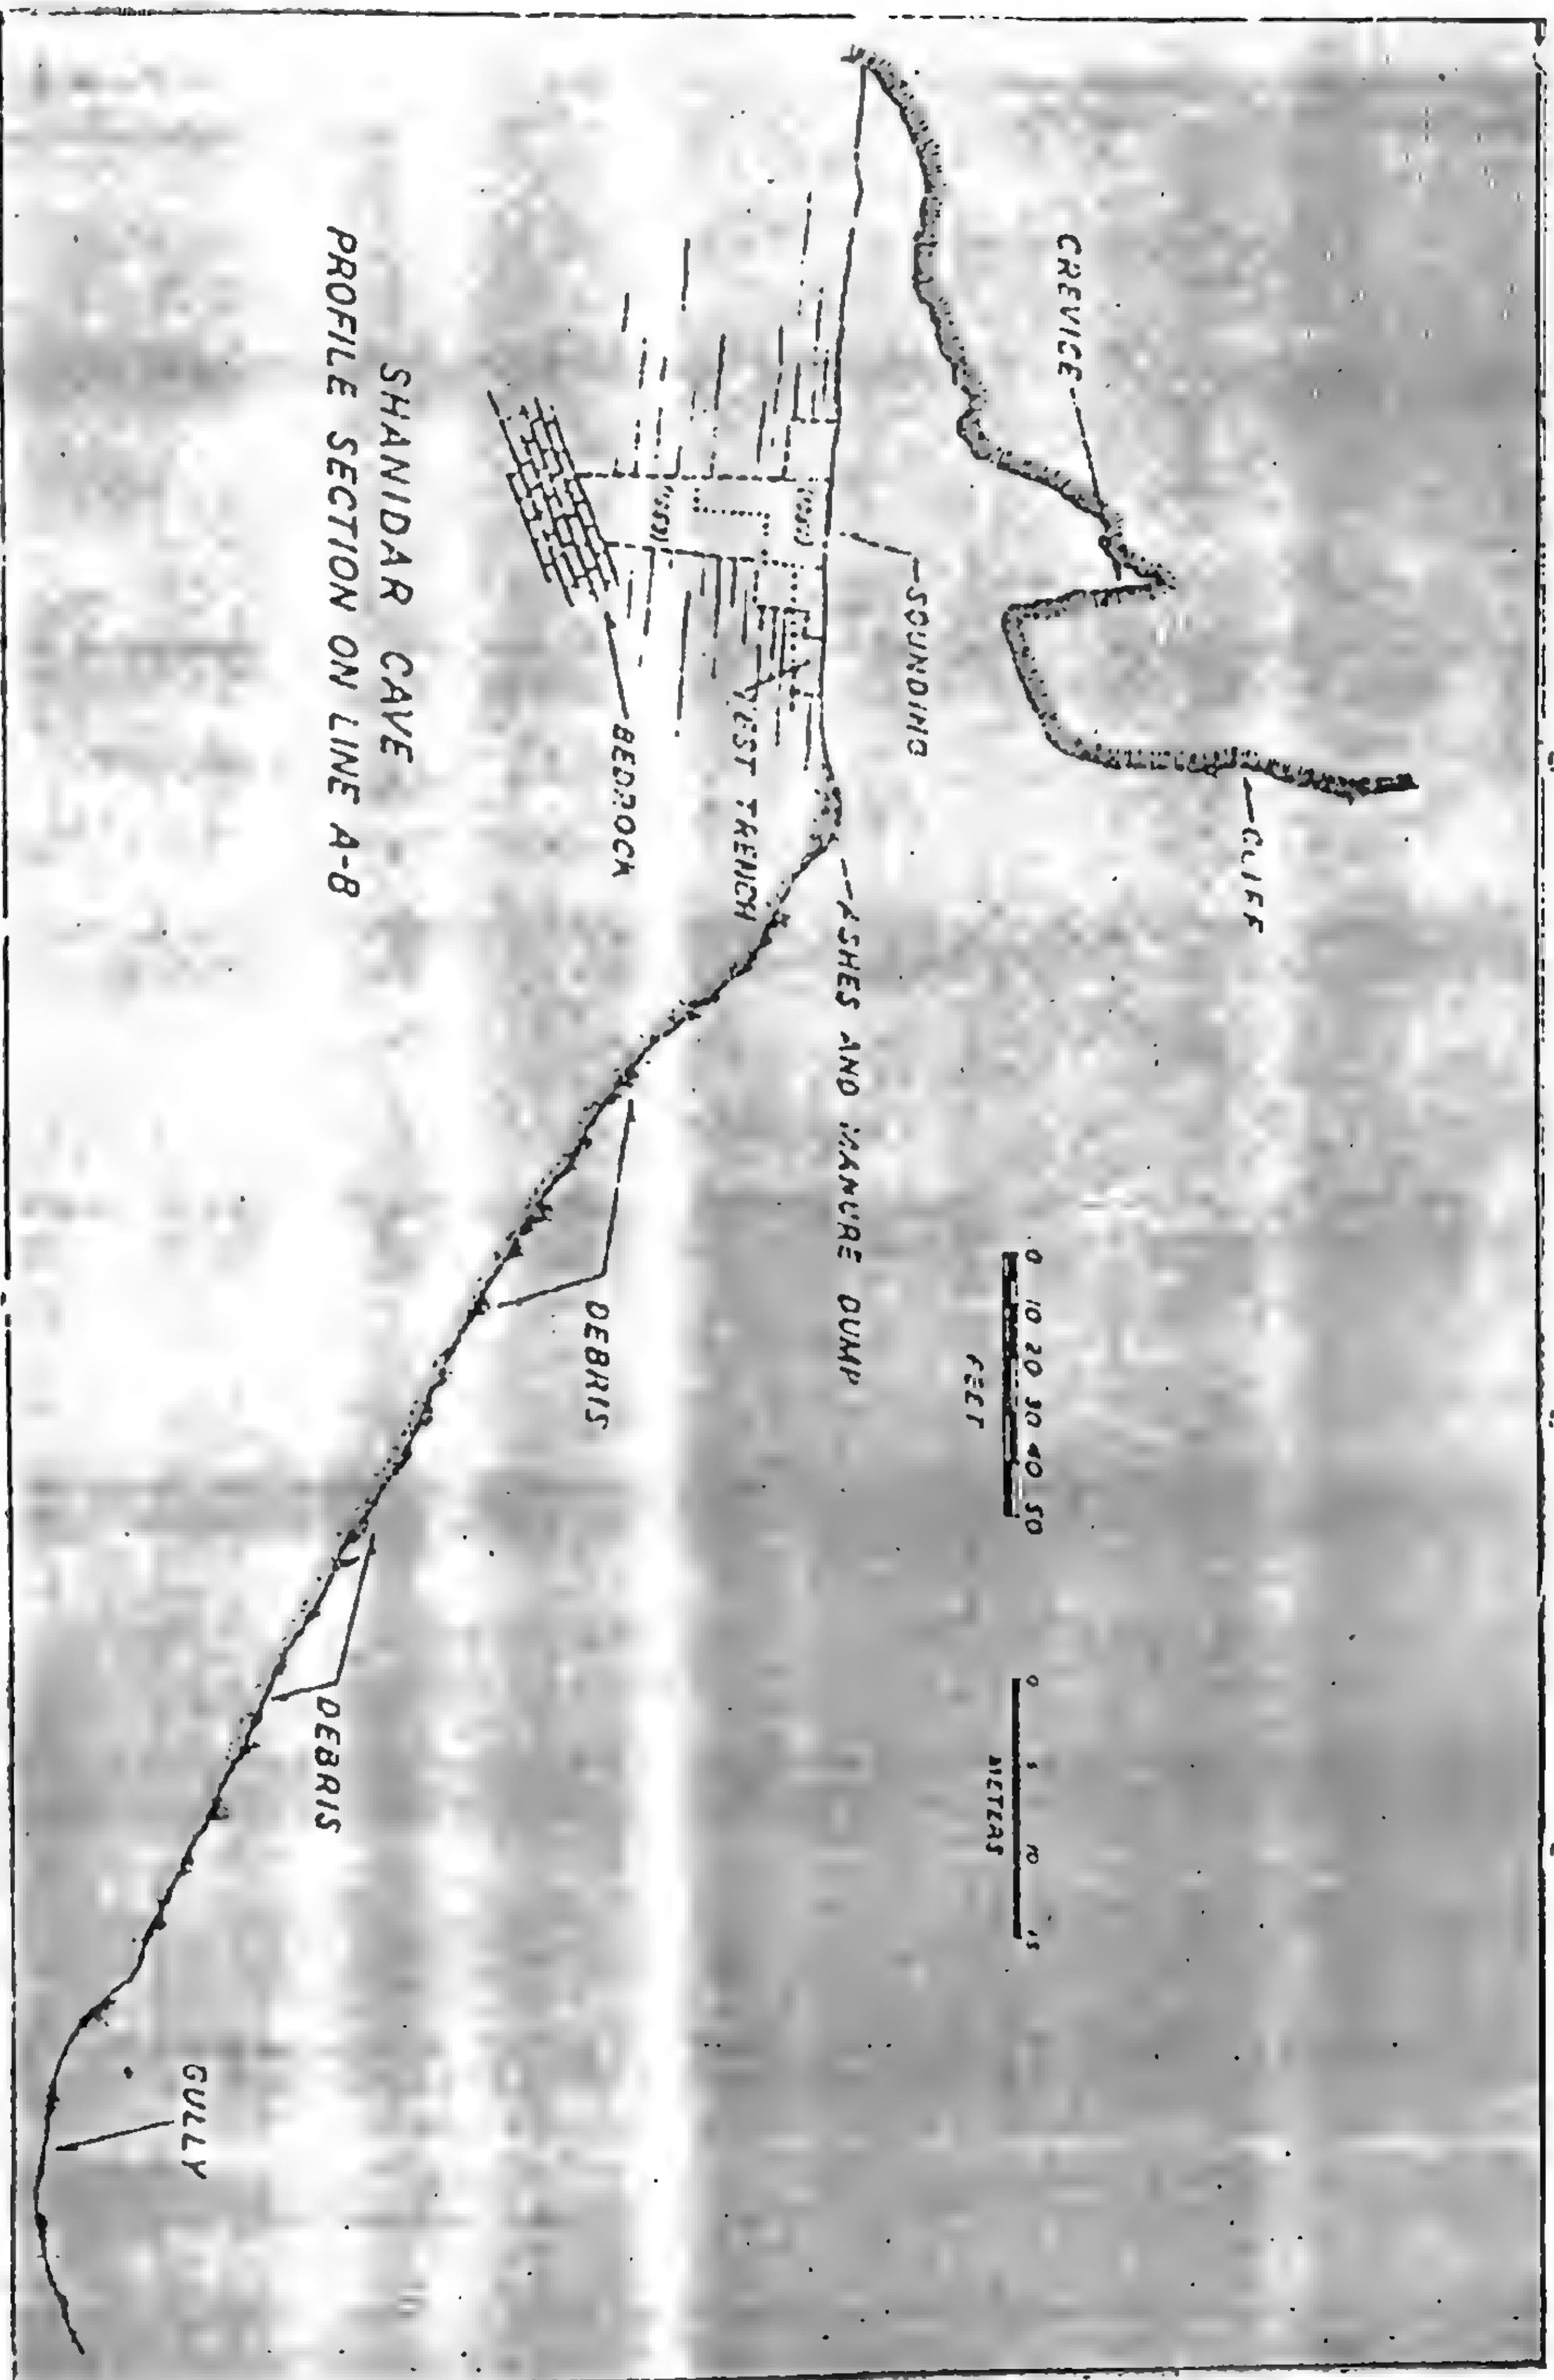 CREVICE
CLIFF
SOUNDING
ASHES AND MANURE DUMP
WEST TRENCH
BEDROCK
0 10 20 30 40 50
FEET
0 5 10 15
METERS
DEBRIS
DEBRIS
GULLY
SHANIDAR CAVE
PROFILE SECTION ON LINE A-B